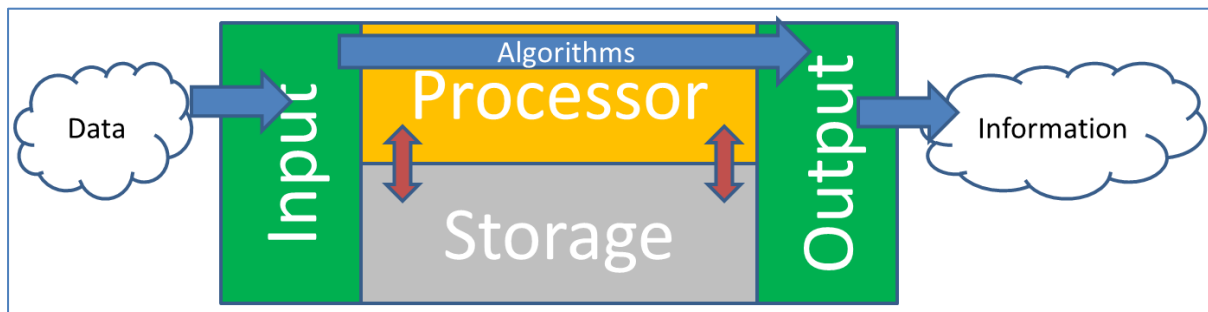 Data
Input
Algorithms
Processor
Storage
Output
Information